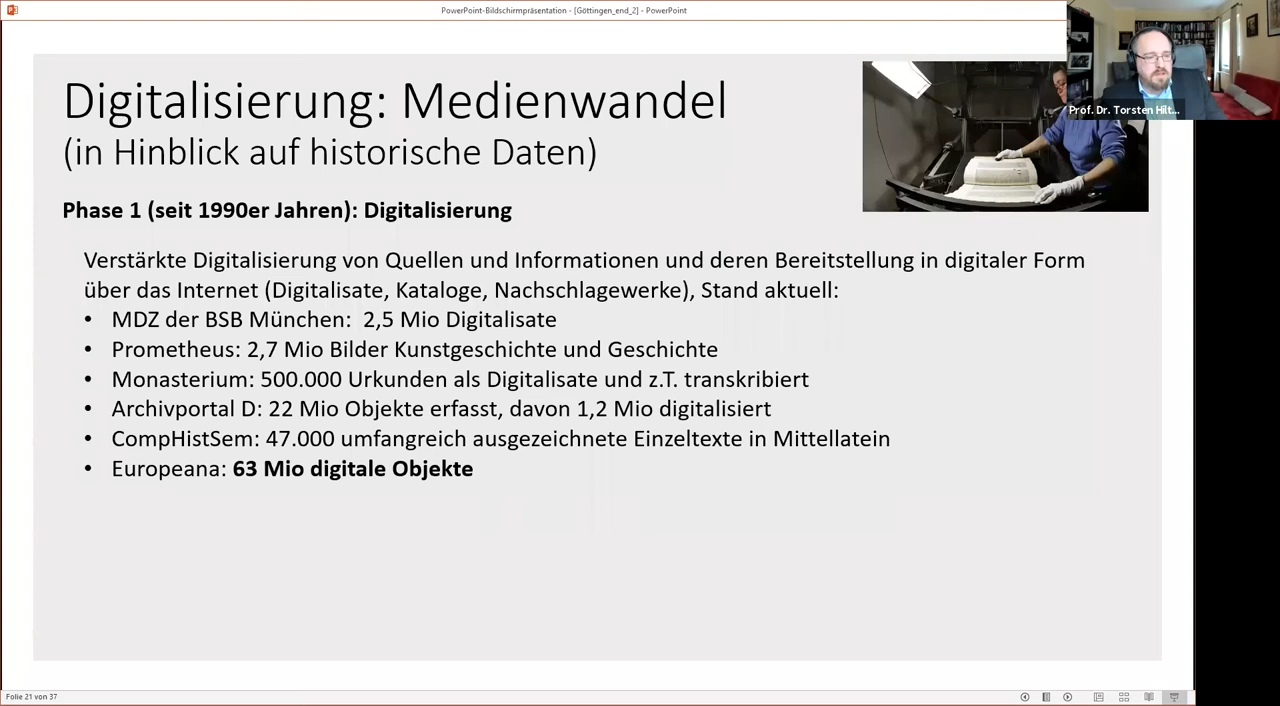 PowerPoint-Bildschirmpräsentation - [Göttingen_end_2] - PowerPoint
Prof. Dr. Torsten Hilt...
Digitalisierung: Medienwandel
(in Hinblick auf historische Daten)
Phase 1 (seit 1990er Jahren): Digitalisierung
Verstärkte Digitalisierung von Quellen und Informationen und deren Bereitstellung in digitaler Form
über das Internet (Digitalisate, Kataloge, Nachschlagewerke), Stand aktuell:
• MDZ der BSB München: 2,5 Mio Digitalisate
• Prometheus: 2,7 Mio Bilder Kunstgeschichte und Geschichte
• Monasterium: 500.000 Urkunden als Digitalisate und z.T. transkribiert
• Archivportal D: 22 Mio Objekte erfasst, davon 1,2 Mio digitalisiert
• CompHistSem: 47.000 umfangreich ausgezeichnete Einzeltexte in Mittellatein
• Europeana: 63 Mio digitale Objekte
Folie 21 von 37